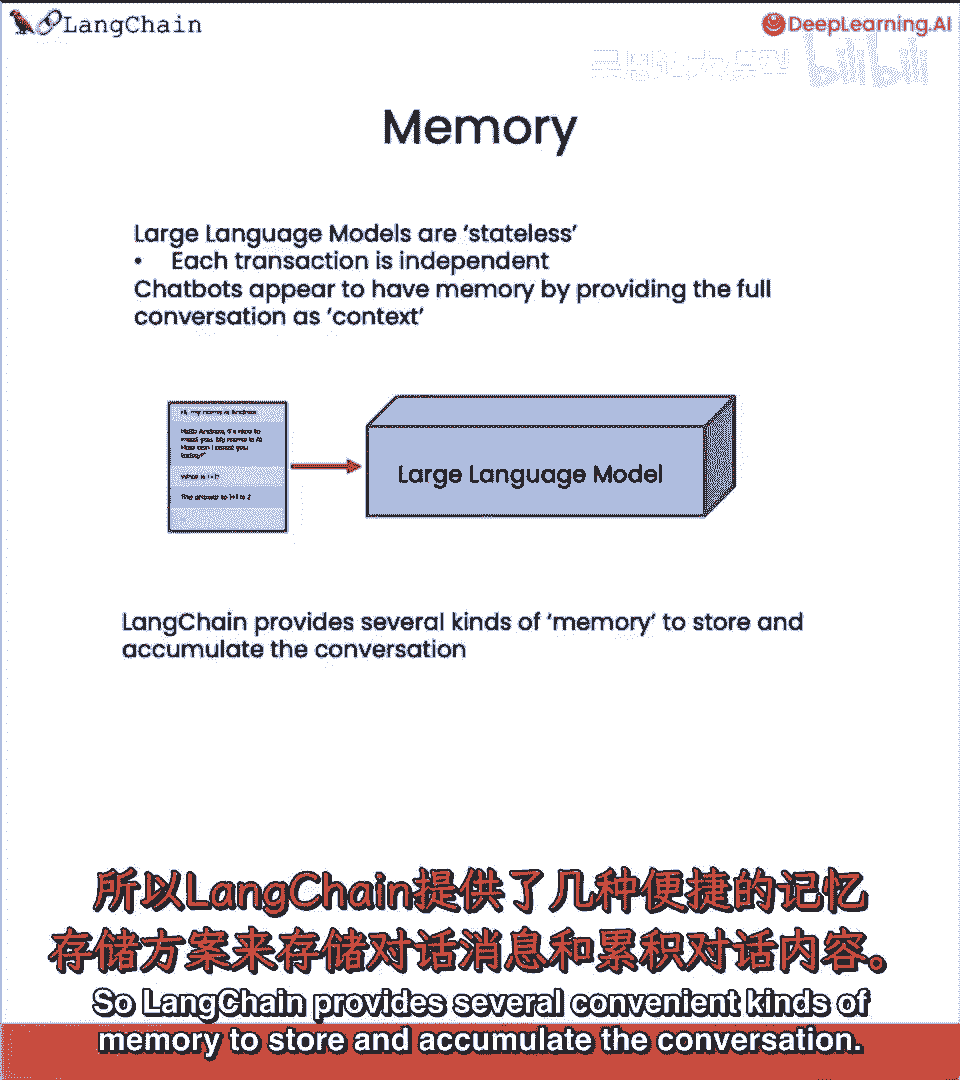 LangChain
DeepLearning.AI
bilibili
Memory
Large Language Models are ‘stateless’
• Each transaction is independent
Chatbots appear to have memory by providing the full
conversation as ‘context’
Hi, my name is Andrew
Hello Andrew, it's nice to
meet you. My name is AI
How can I assist you
today?"
What is 1+1?
The answer to 1+1 is 2
Large Language Model
LangChain provides several kinds of ‘memory’ to store and
accumulate the conversation
所以LangChain提供了几种便捷的记忆
存储方案来存储对话消息和累积对话内容。
So LangChain provides several convenient kinds of
memory to store and accumulate the conversation.